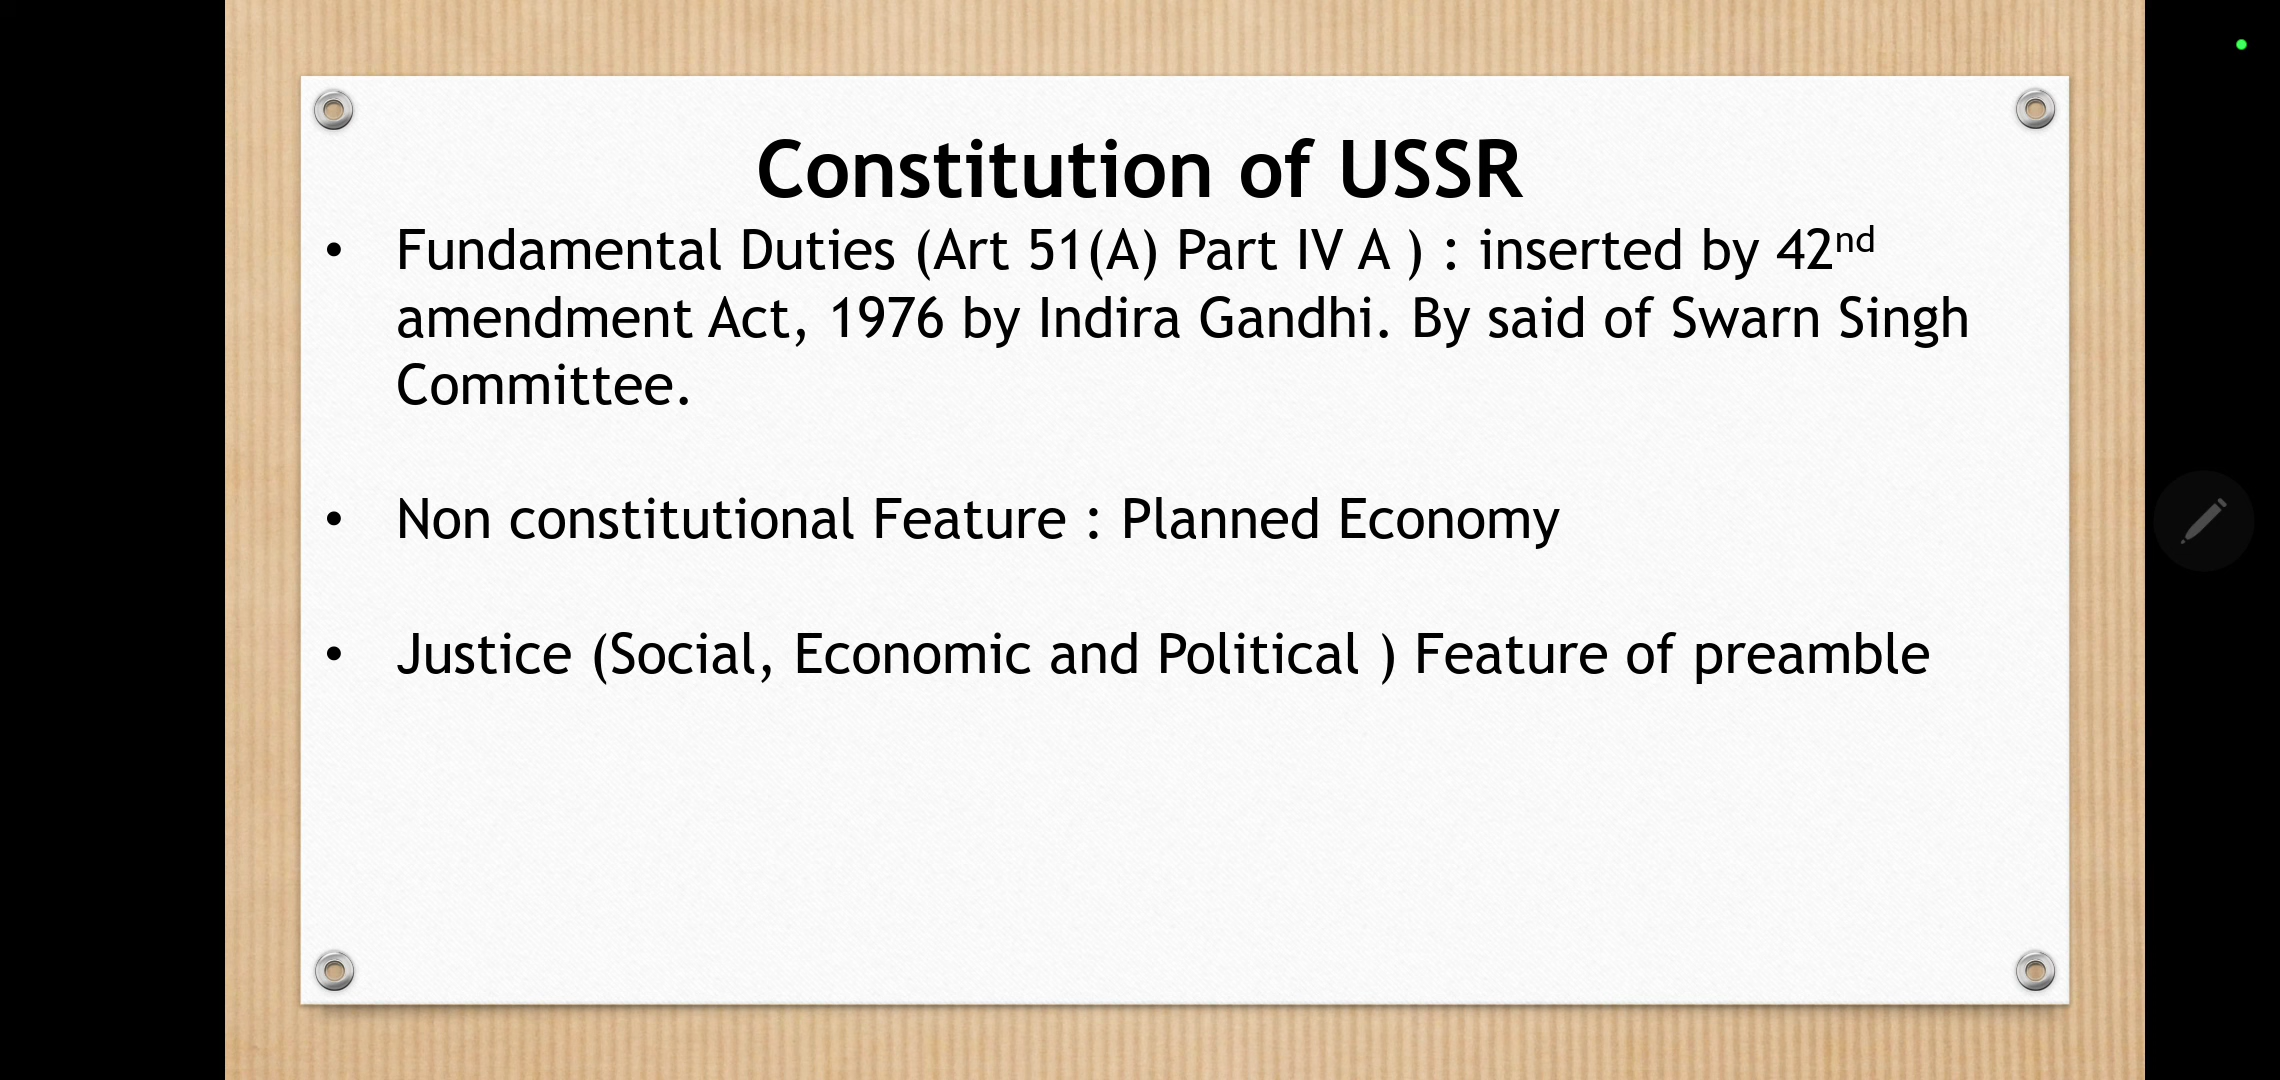 Constitution of USSR
• Fundamental Duties (Art 51(A) Part IV A ) : inserted by 42nd
amendment Act, 1976 by Indira Gandhi. By said of Swarn Singh
Committee.
• Non constitutional Feature : Planned Economy
• Justice (Social, Economic and Political ) Feature of preamble